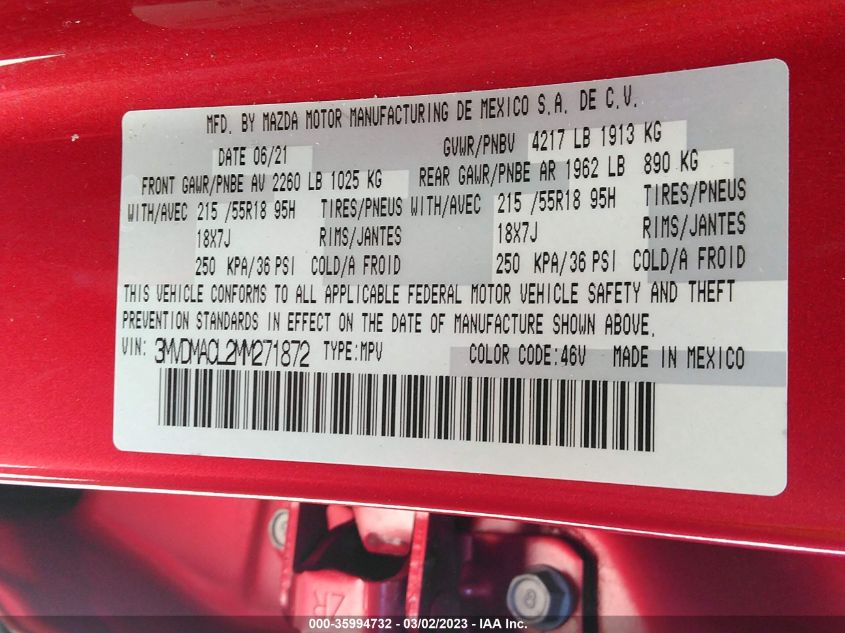 MFD. BY MAZDA MOTOR MANUFACTURING DE MEXICO S.A. DE C.V.
DATE 06/21 GVWR/PNBV 4217 LB 1913 KG
FRONT GAWR/PNBE AV 2260 LB 1025 KG REAR GAWR/PNBE AR 1962 LB 890 KG
WITH/AVEC 215 /55R18 95H TIRES/PNEUS WITH/AVEC 215 /55R18 95H TIRES/PNEUS
18X7J RIMS/JANTES 18X7J RIMS/JANTES
250 KPA/36 PSI COLD/A FROID 250 KPA/36 PSI COLD/A FROID
THIS VEHICLE CONFORMS TO ALL APPLICABLE FEDERAL MOTOR VEHICLE SAFETY AND THEFT
PREVENTION STANDARDS IN EFFECT ON THE DATE OF MANUFACTURE SHOWN ABOVE.
VIN: 3MVDMACL2MM271872 TYPE:MPV COLOR CODE:46V MADE IN MEXICO
R
000-35994732 — 03/02/2023 — IAA Inc.